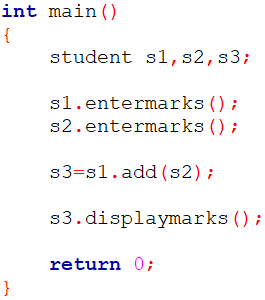 int main()
{
student s1,s2,s3;
s1.entermarks();
s2.entermarks();
s3=s1.add(s2);
s3.displaymarks();
return 0;
}